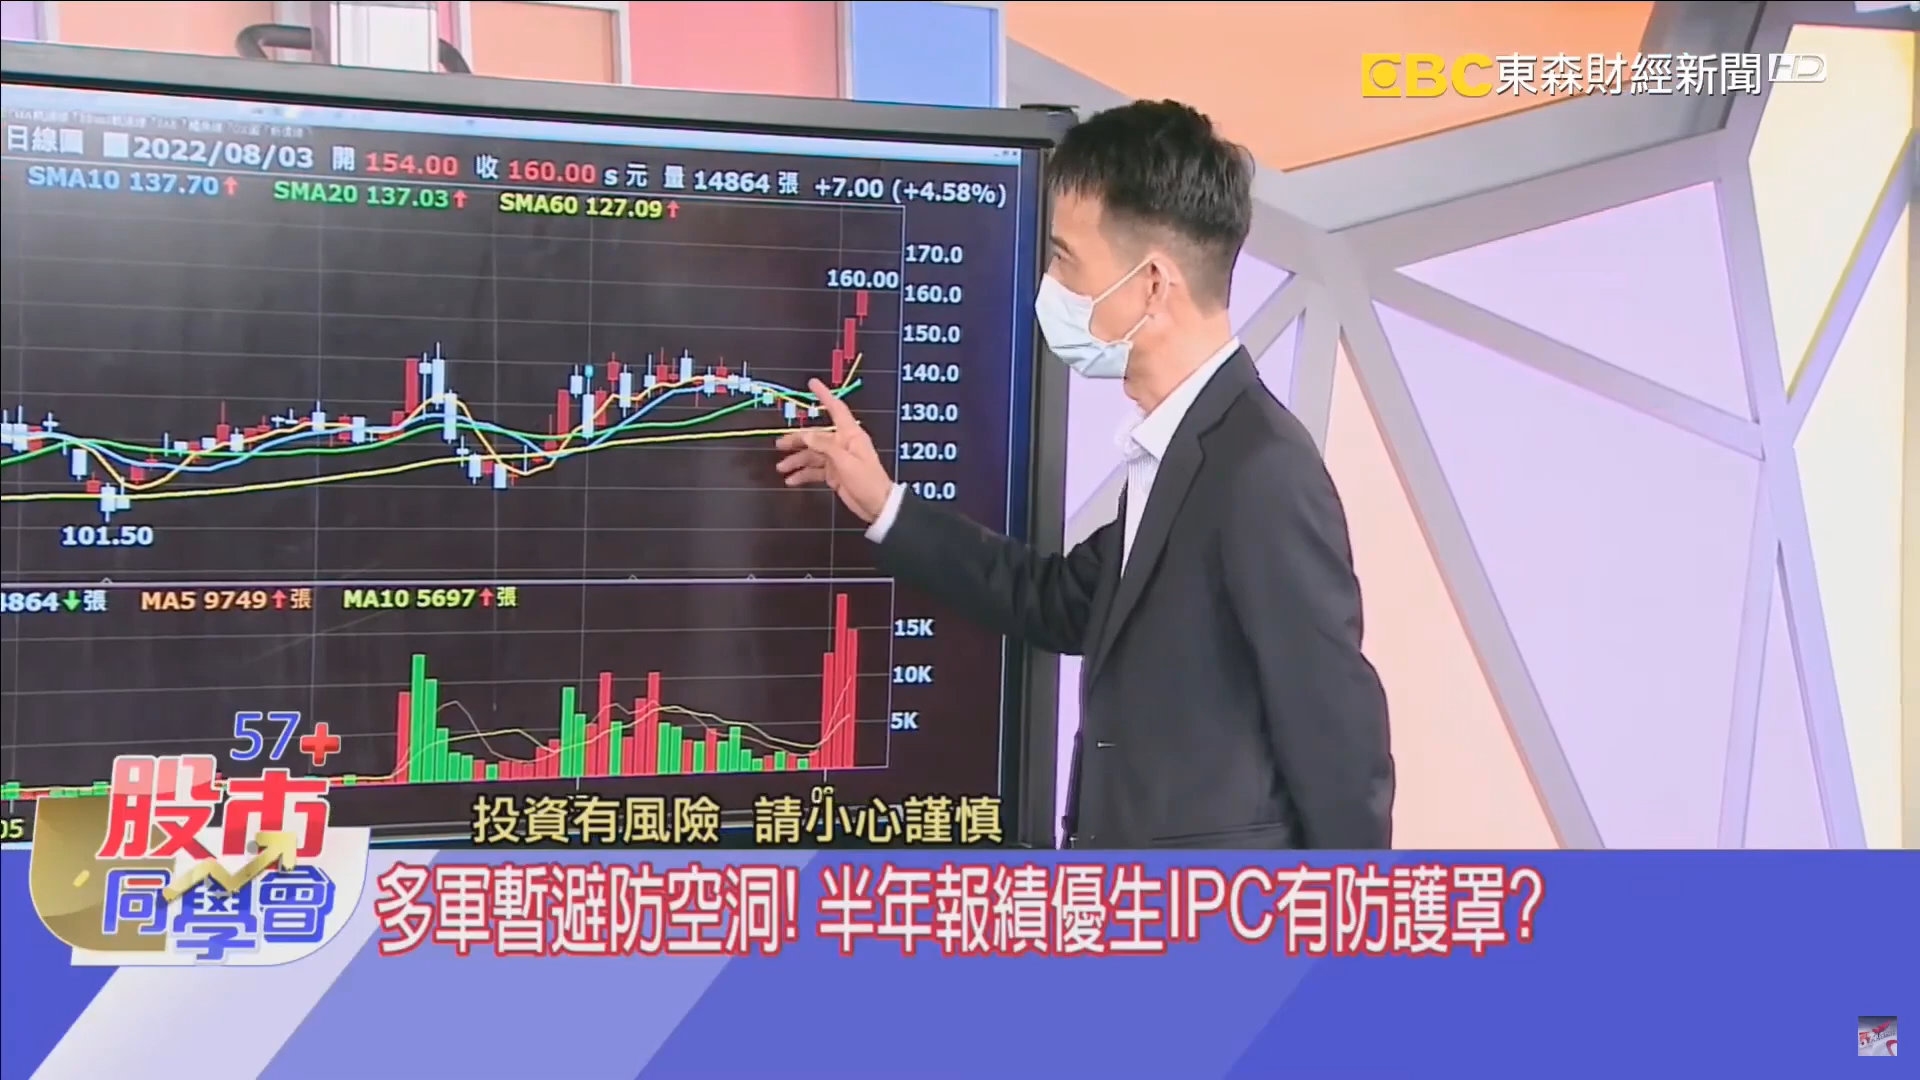 EBC 東森財經新聞 HD
日線圖 2022/08/03 開 154.00 收 160.00 s 元 量 14864 張 +7.00 (+4.58%)
SMA10 137.70↑ SMA20 137.03↑ SMA60 127.09↑
170.0
160.00
160.0
150.0
140.0
130.0
120.0
10.0
101.50
4864↓張 MA5 9749↑張 MA10 5697↑張
15K
10K
5K
05
57+
股市
同學會
投資有風險 請小心謹慎
多軍暫避防空洞! 半年報績優生IPC有防護罩?